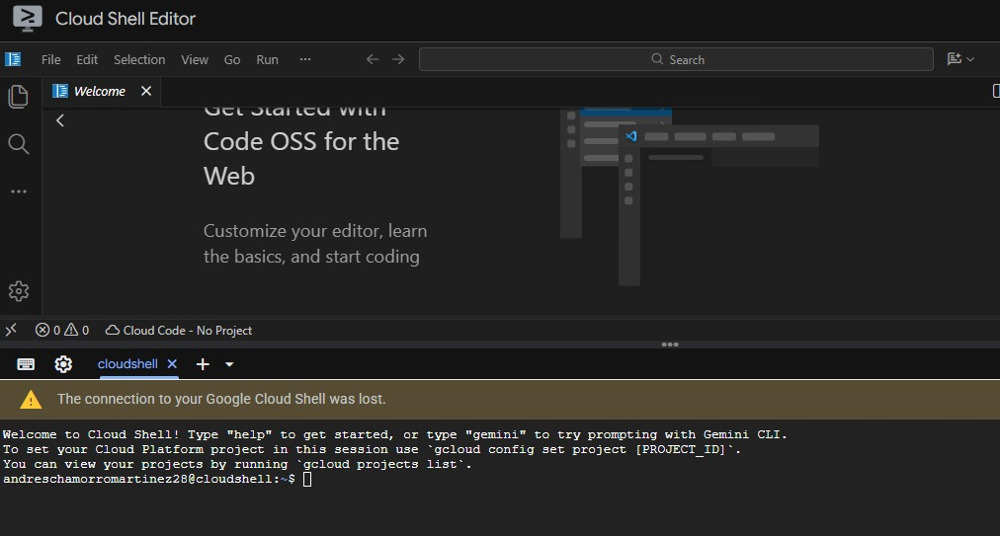 Cloud Shell Editor
File Edit Selection View Go Run ··· Search
Welcome
Get Started with
Code OSS for the
Web
Customize your editor, learn
the basics, and start coding
0 0 Cloud Code - No Project
cloudshell
The connection to your Google Cloud Shell was lost.
Welcome to Cloud Shell! Type "help" to get started, or type "gemini" to try prompting with Gemini CLI.
To set your Cloud Platform project in this session use `gcloud config set project [PROJECT_ID]`.
You can view your projects by running `gcloud projects list`.
andreschamorromartinez28@cloudshell:~$